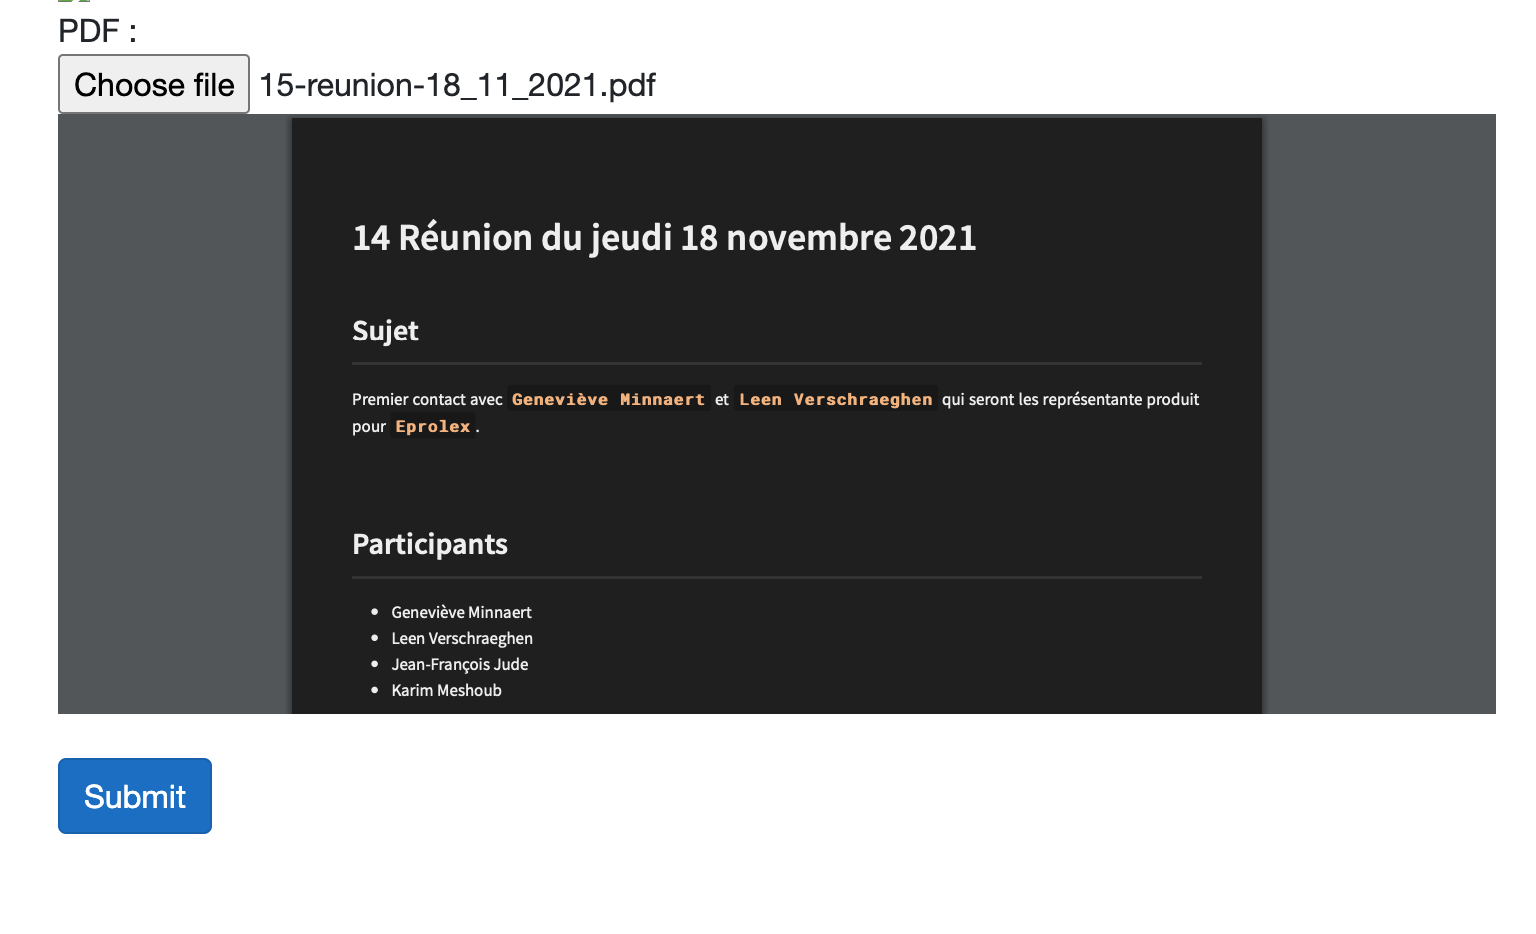 PDF :
Choose file 15-reunion-18_11_2021.pdf
14 Réunion du jeudi 18 novembre 2021
Sujet
Premier contact avec Geneviève Minnaert et Leen Verschraeghen qui seront les représentante produit
pour Eprolex.
Participants
• Geneviève Minnaert
• Leen Verschraeghen
• Jean-François Jude
• Karim Meshoub
Submit